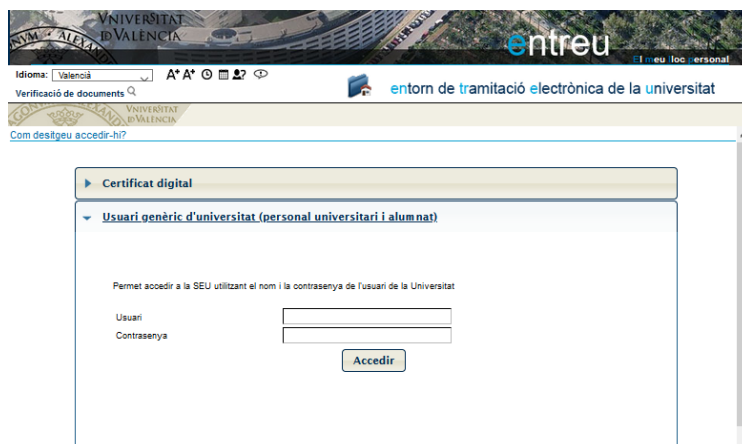 VNIVERSITAT
D VALÈNCIA
entreu
El meu lloc personal
Idioma: Valencià
A+ A+
Verificació de documents
entorn de tramitació electrònica de la universitat
VNIVERSITAT
D VALÈNCIA
Com desitgeu accedir-hi?
Certificat digital
Usuari genèric d'universitat (personal universitari i alumnat)
Permet accedir a la SEU utilitzant el nom i la contrasenya de l'usuari de la Universitat
Usuari
Contrasenya
Accedir